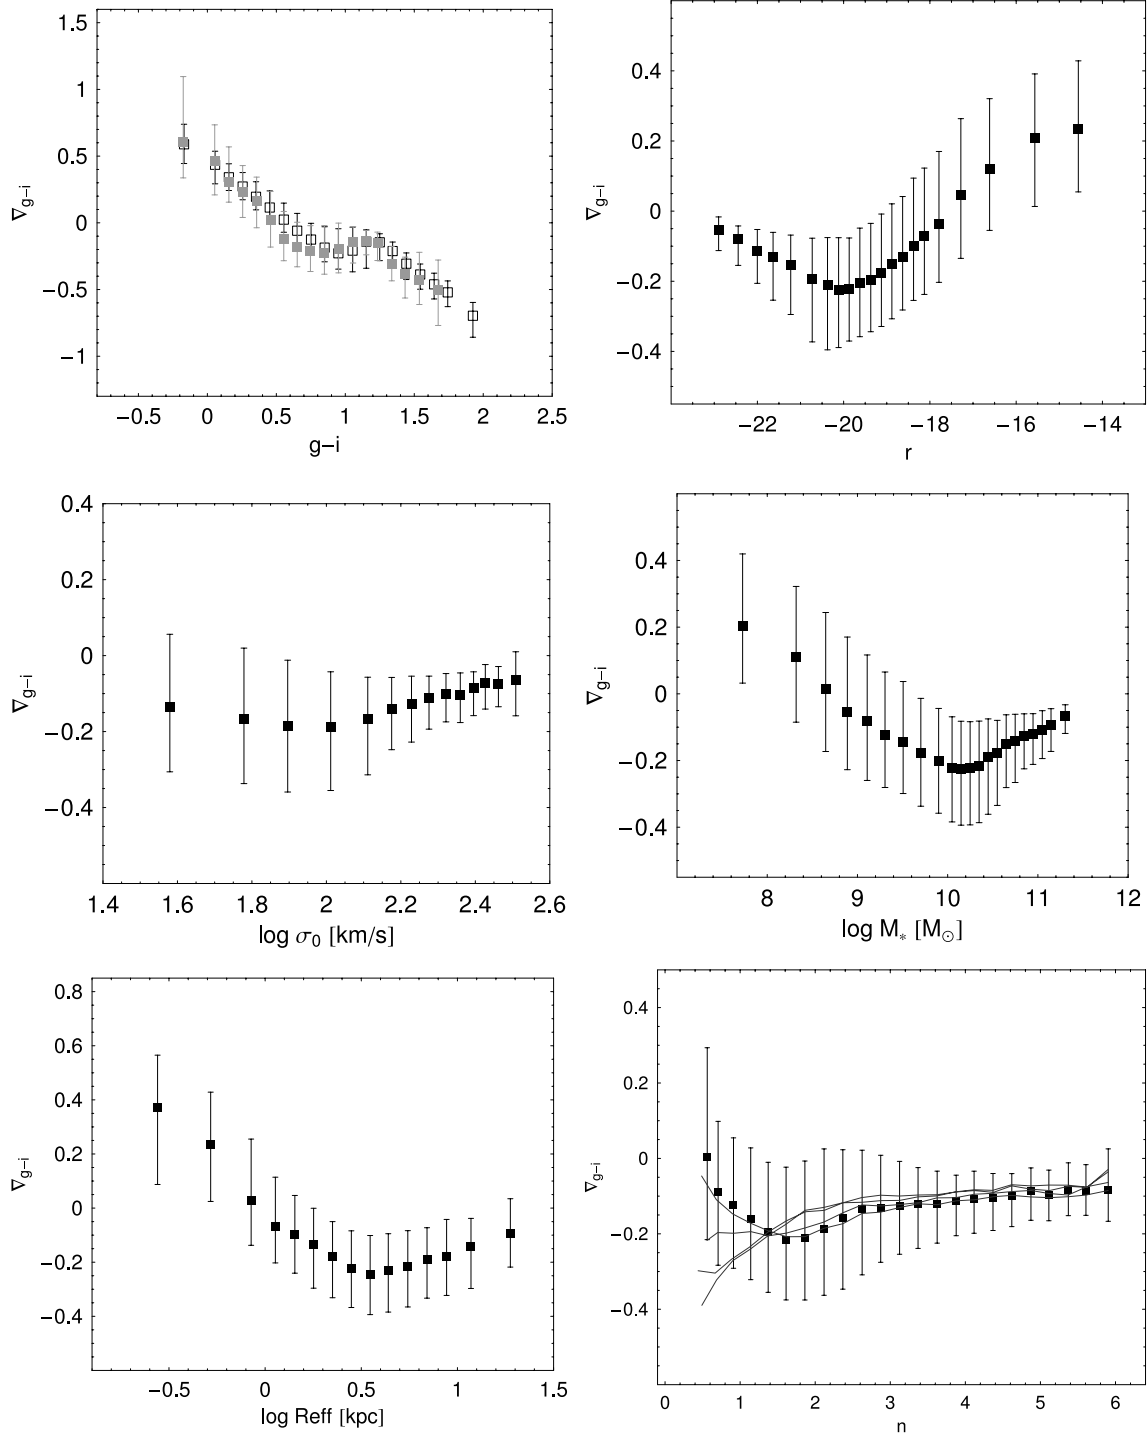 1.5
1
0.5
0
−0.5
−1
∇g−i
−0.5 0 0.5 1 1.5 2 2.5
g−i
0.4
0.2
0
−0.2
−0.4
∇g−i
−22 −20 −18 −16 −14
r
0.4
0.2
0
−0.2
−0.4
∇g−i
1.4 1.6 1.8 2 2.2 2.4 2.6
log σ0 [km/s]
0.4
0.2
0
−0.2
−0.4
∇g−i
8 9 10 11 12
log M* [M⊙]
0.8
0.6
0.4
0.2
0
−0.2
−0.4
∇g−i
−0.5 0 0.5 1 1.5
log Reff [kpc]
0.4
0.2
0
−0.2
−0.4
∇g−i
0 1 2 3 4 5 6
n